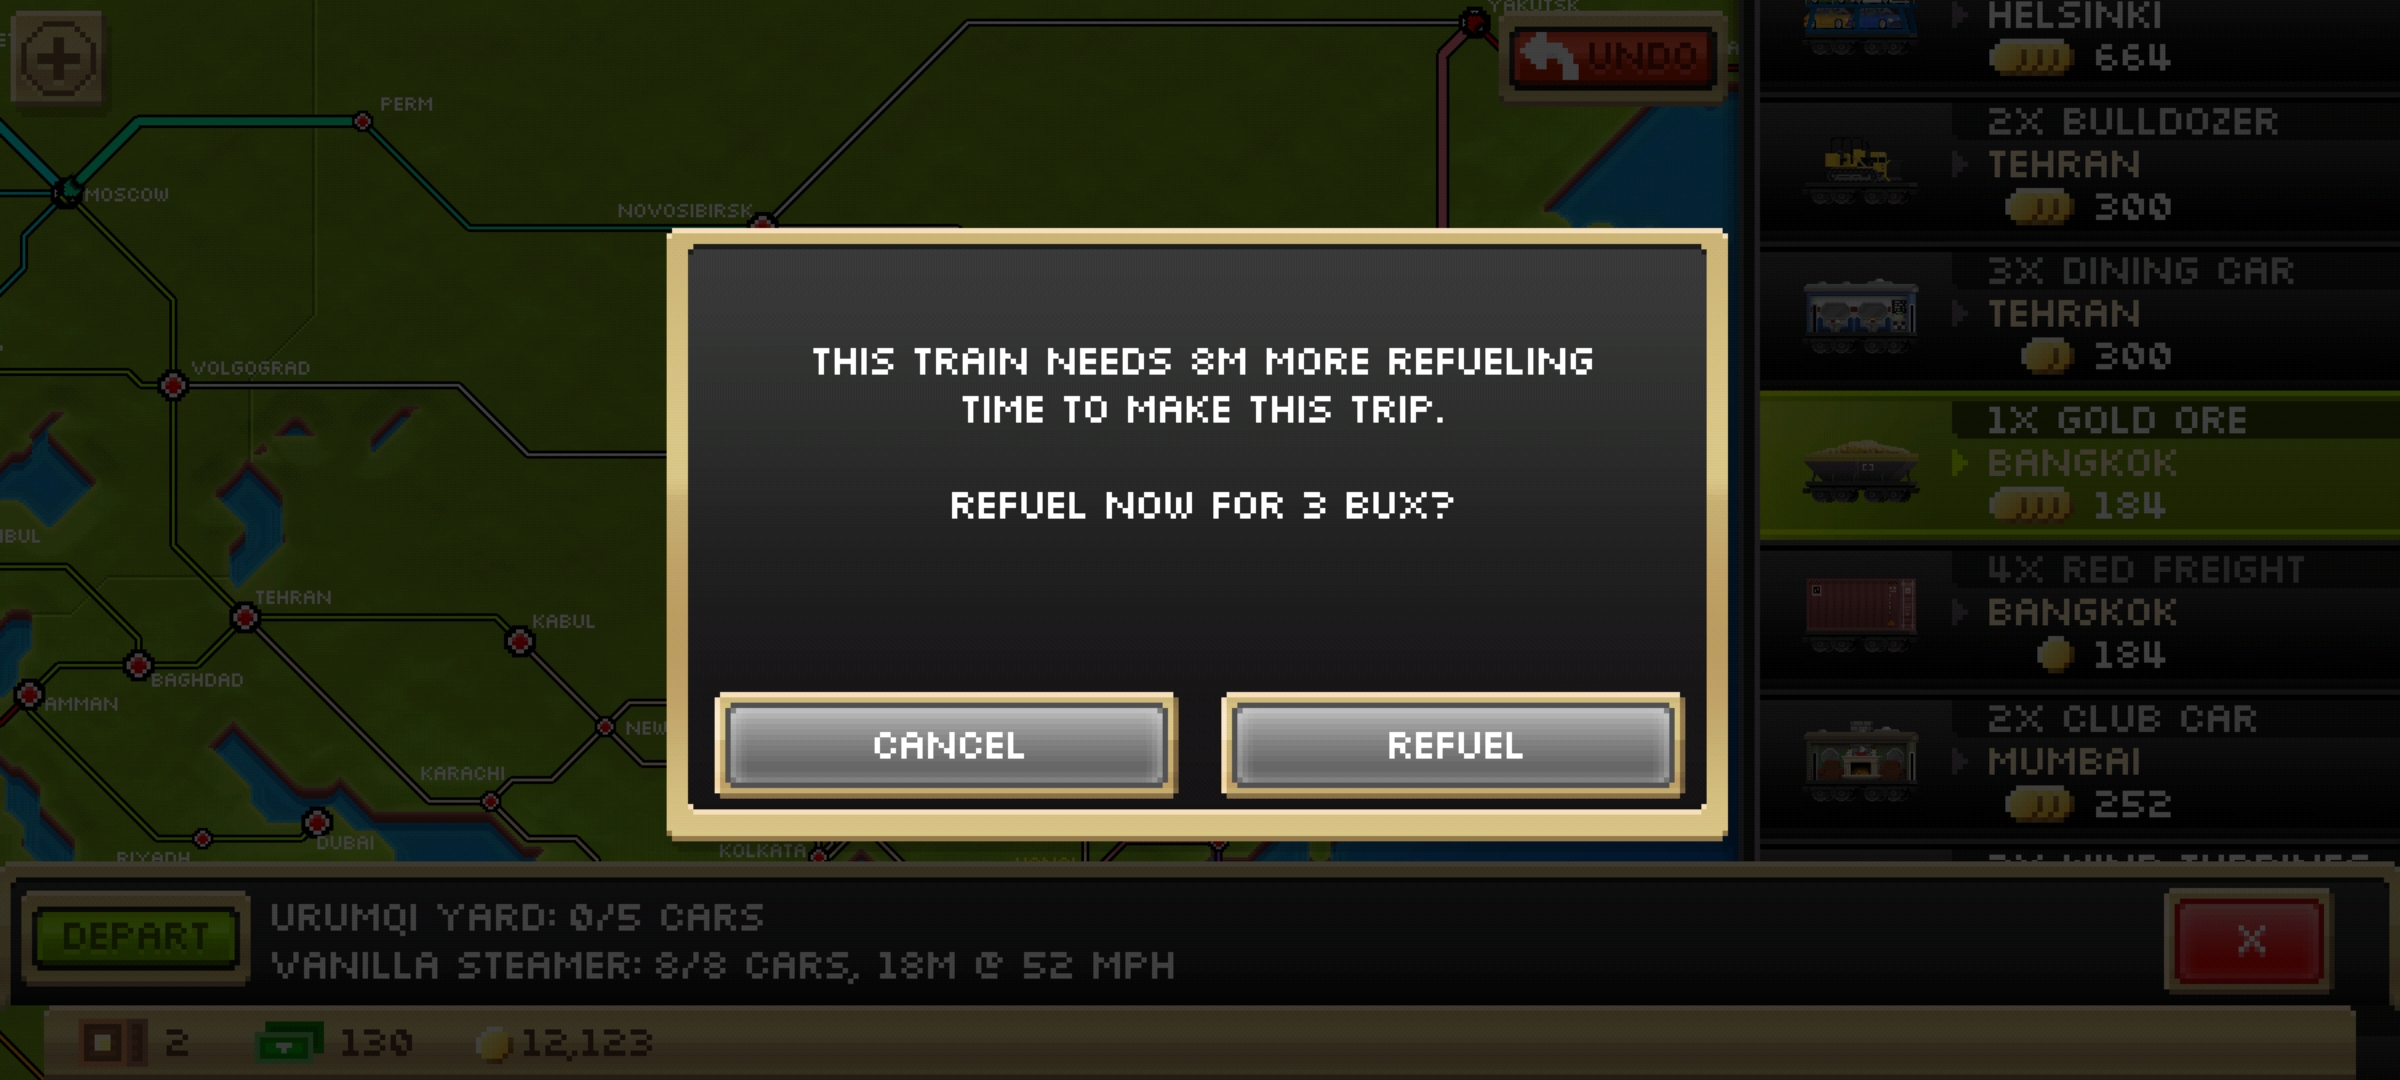 YAKUTSK
UNDO
PERM
MOSCOW
NOVOSIBIRSK
VOLGOGRAD
TEHRAN
KABUL
BAGHDAD
AMMAN
KARACHI
DUBAI
RIYADH
KOLKATA
THIS TRAIN NEEDS 8M MORE REFUELING
TIME TO MAKE THIS TRIP.
REFUEL NOW FOR 3 BUX?
CANCEL
REFUEL
HELSINKI
664
2X BULLDOZER
TEHRAN
300
3X DINING CAR
TEHRAN
300
1X GOLD ORE
BANGKOK
184
4X RED FREIGHT
BANGKOK
184
2X CLUB CAR
MUMBAI
252
DEPART
URUMQI YARD: 0/5 CARS
VANILLA STEAMER: 8/8 CARS, 18M @ 52 MPH
X
2
130
12,123